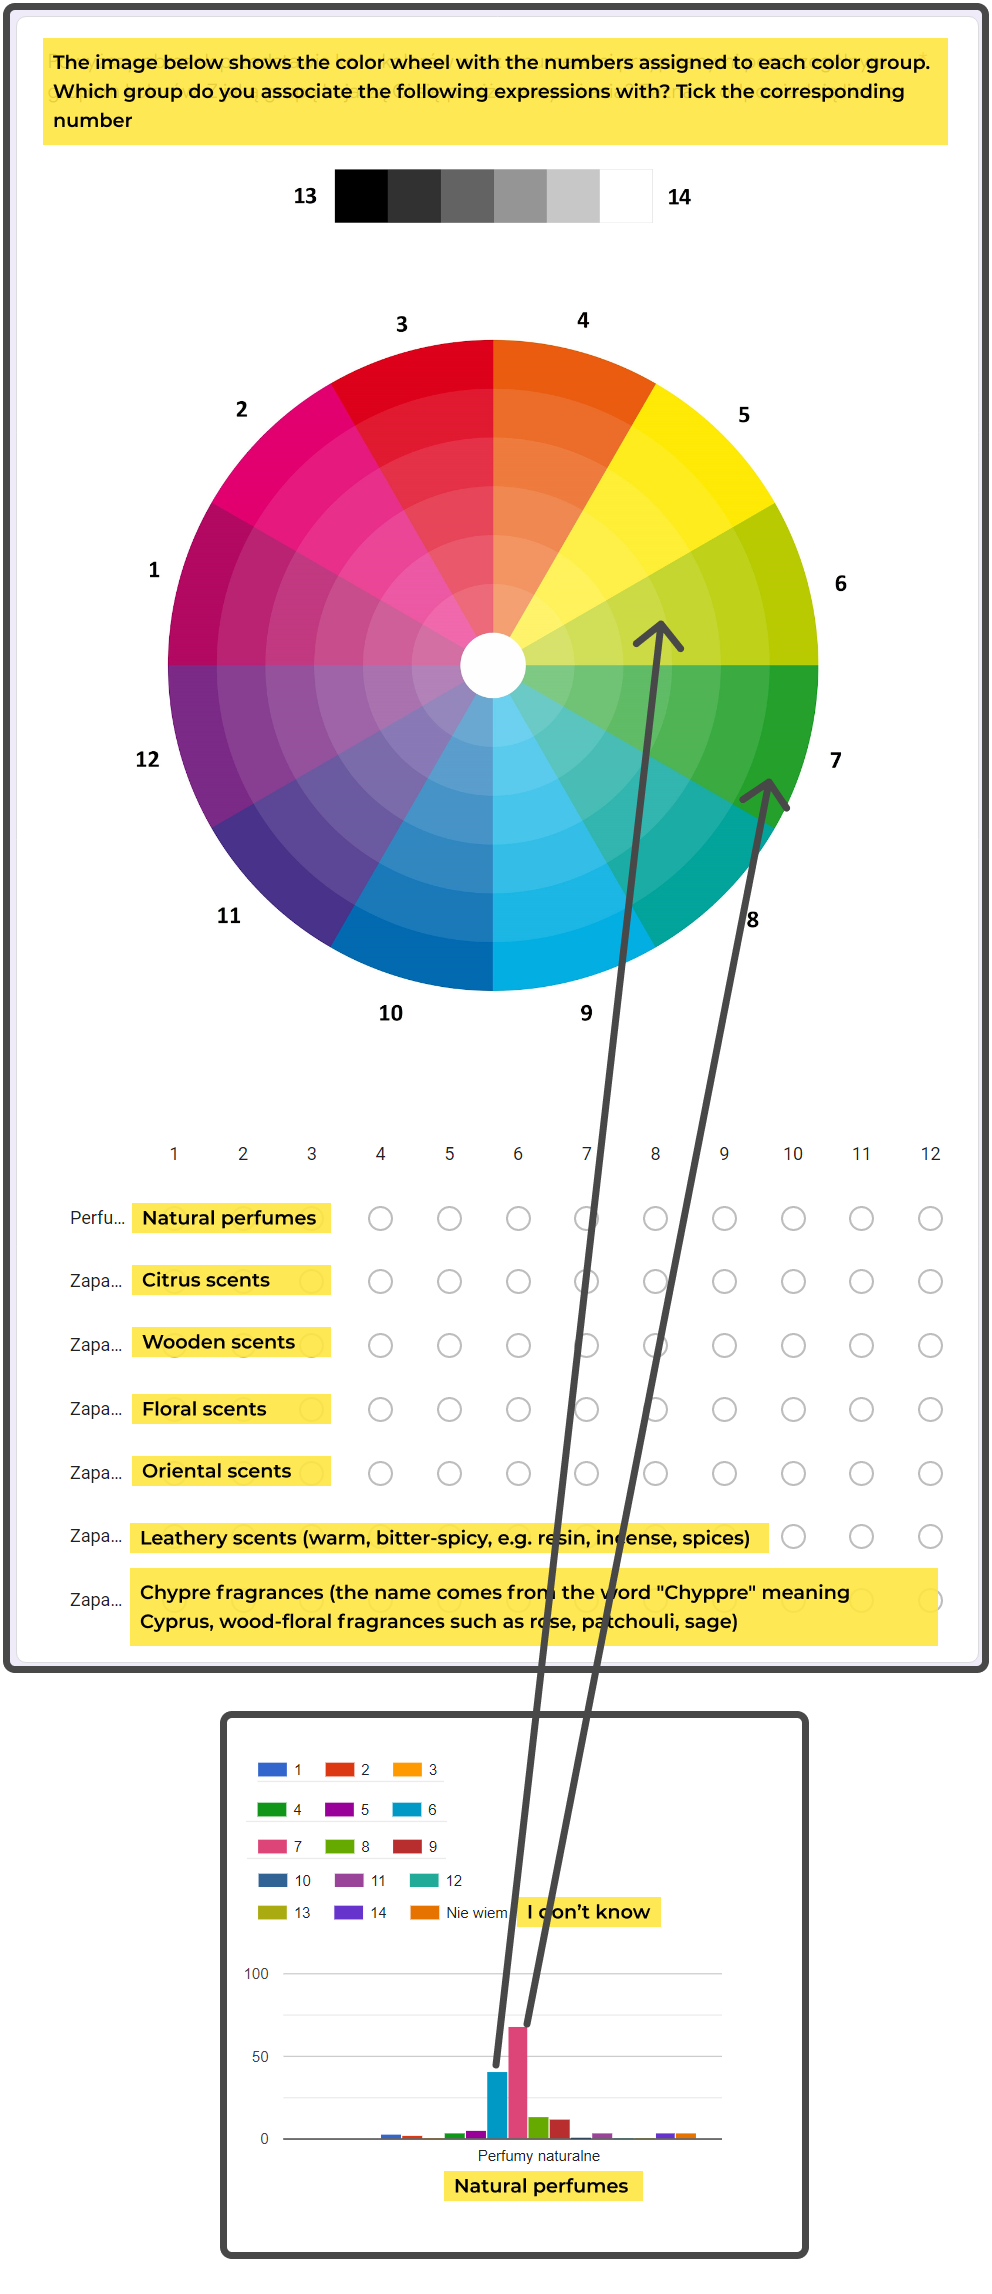 The image below shows the color wheel with the numbers assigned to each color group.
Which group do you associate the following expressions with? Tick the corresponding
number
13 14
3 4
2 5
1 6
12 7
11 8
10 9
1 2 3 4 5 6 7 8 9 10 11 12
Perfu... Natural perfumes
Zapa... Citrus scents
Zapa... Wooden scents
Zapa... Floral scents
Zapa... Oriental scents
Zapa... Leathery scents (warm, bitter-spicy, e.g. resin, incense, spices)
Zapa... Chypre fragrances (the name comes from the word "Chyppre" meaning
Cyprus, wood-floral fragrances such as rose, patchouli, sage)
1 2 3
4 5 6
7 8 9
10 11 12
13 14 Nie wiem I don't know
100
50
0
Perfumy naturalne
Natural perfumes